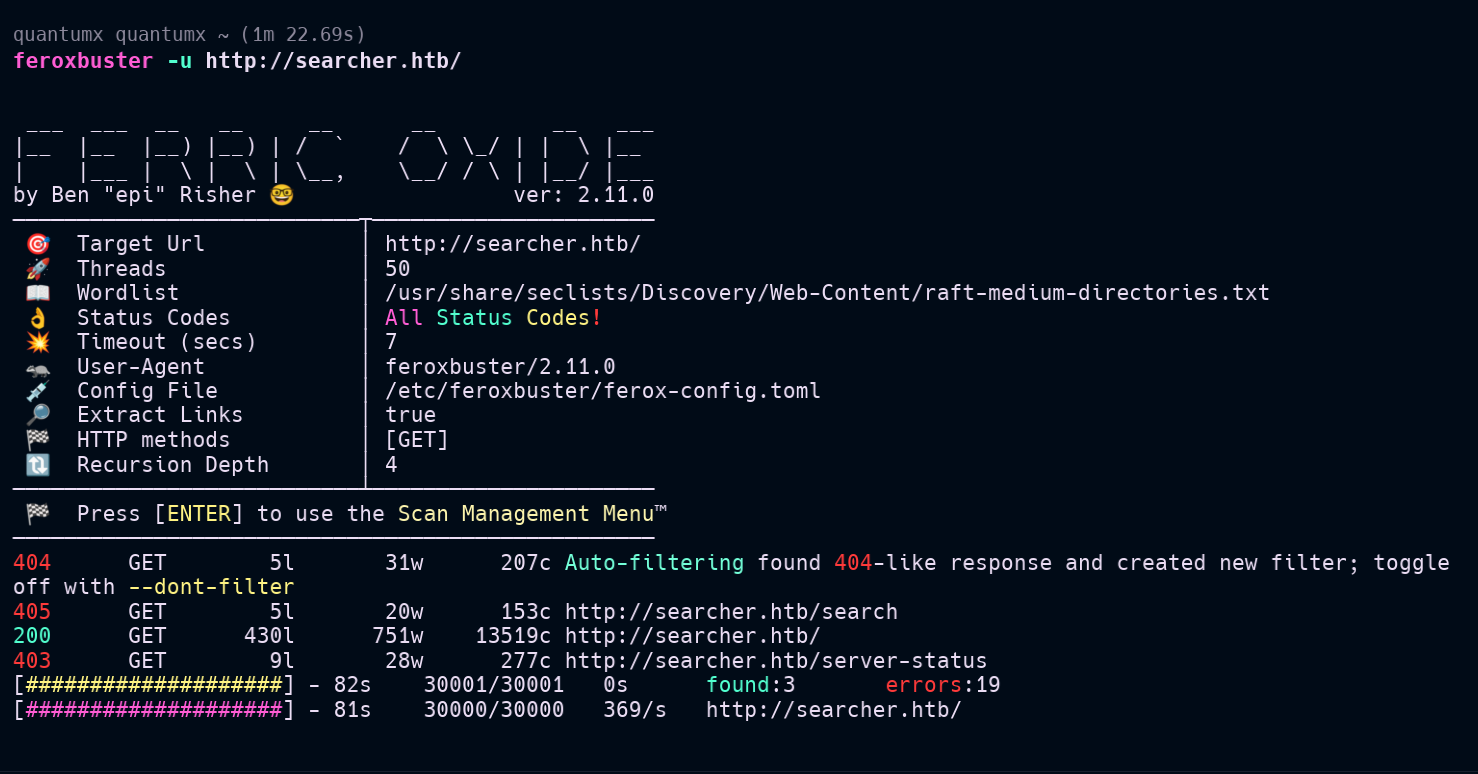 quantumx quantumx ~ (1m 22.69s)
feroxbuster -u http://searcher.htb/
 ___  ___  __   __     __      __         __   ___
|__  |__  |__) |__) | /  `    /  \ \_/ | |  \ |__
|    |___ |  \ |  \ | \__,    \__/ / \ | |__/ |___
by Ben "epi" Risher 🤓                 ver: 2.11.0
───────────────────────────┬──────────────────────
 🎯  Target Url            │ http://searcher.htb/
 🚀  Threads               │ 50
 📖  Wordlist              │ /usr/share/seclists/Discovery/Web-Content/raft-medium-directories.txt
 👌  Status Codes          │ All Status Codes!
 💥  Timeout (secs)        │ 7
 🦡  User-Agent            │ feroxbuster/2.11.0
 💉  Config File           │ /etc/feroxbuster/ferox-config.toml
 🔎  Extract Links         │ true
 🏁  HTTP methods          │ [GET]
 🔃  Recursion Depth       │ 4
───────────────────────────┴──────────────────────
 🏁  Press [ENTER] to use the Scan Management Menu™
──────────────────────────────────────────────────
404      GET        5l       31w      207c Auto-filtering found 404-like response and created new filter; toggle
off with --dont-filter
405      GET        5l       20w      153c http://searcher.htb/search
200      GET      430l      751w    13519c http://searcher.htb/
403      GET        9l       28w      277c http://searcher.htb/server-status
[####################] - 82s    30001/30001   0s      found:3       errors:19
[####################] - 81s    30000/30000   369/s   http://searcher.htb/